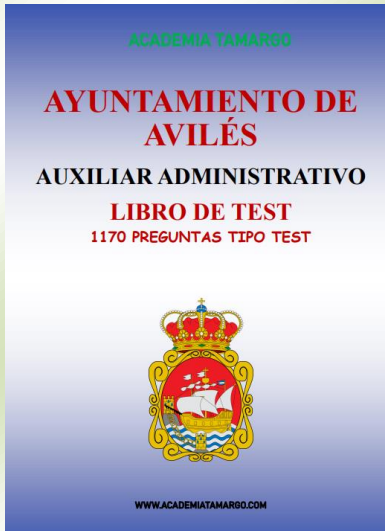 ACADEMIA TAMARGO
AYUNTAMIENTO DE
AVILÉS
AUXILIAR ADMINISTRATIVO
LIBRO DE TEST
1170 PREGUNTAS TIPO TEST
WWW.ACADEMIATAMARGO.COM